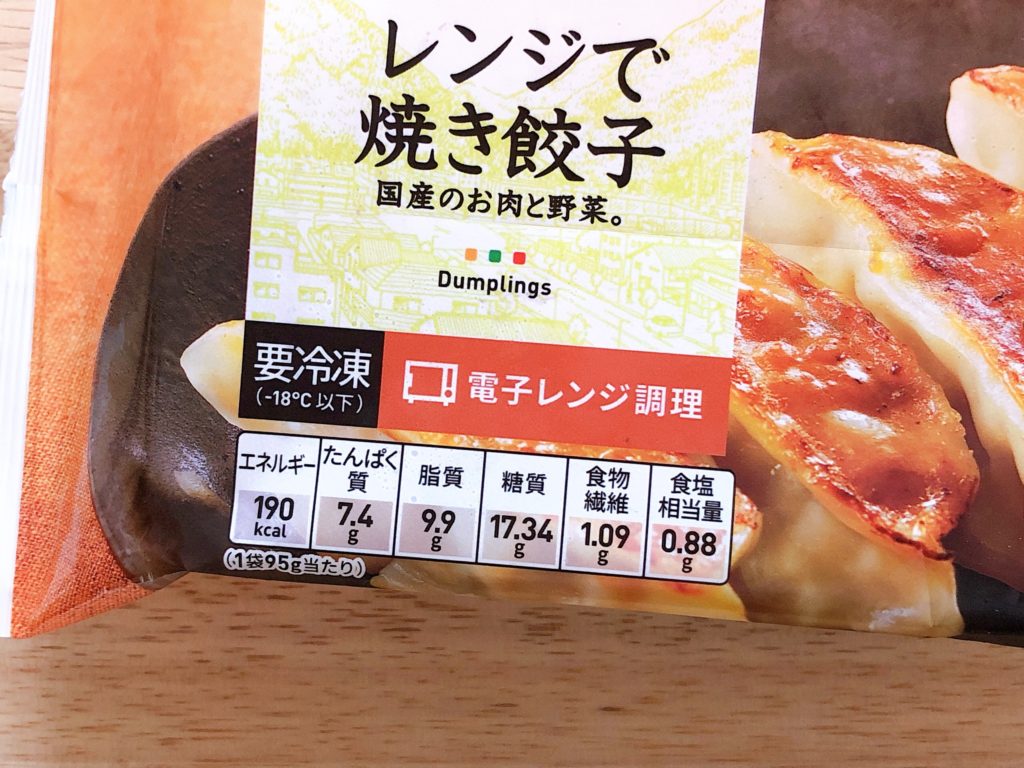 レンジで
焼き餃子
国産のお肉と野菜。
Dumplings
要冷凍
(-18°C 以下)
電子レンジ調理
エネルギー
190
kcal
たんぱく
質
7.4
g
脂質
9.9
g
糖質
17.34
g
食物
繊維
1.09
g
食塩
相当量
0.88
g
(1袋95g当たり)